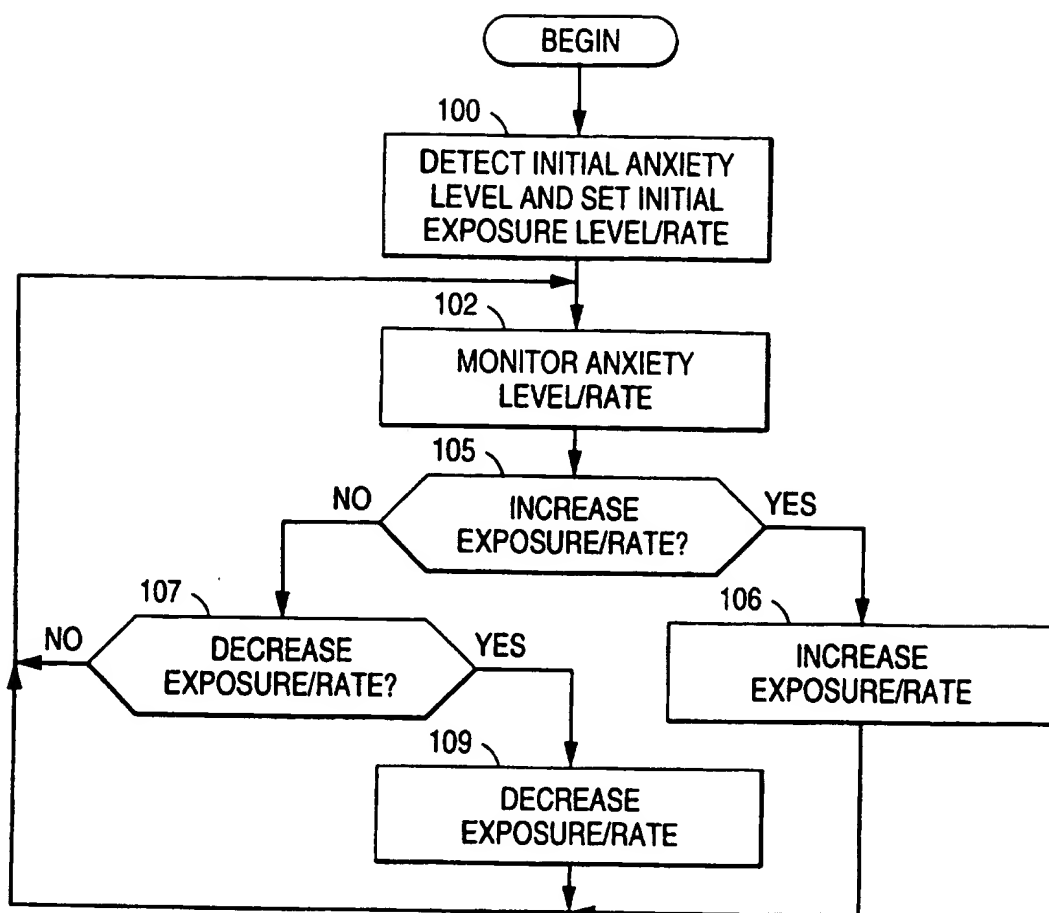 BEGIN
100
DETECT INITIAL ANXIETY
LEVEL AND SET INITIAL
EXPOSURE LEVEL/RATE
102
MONITOR ANXIETY
LEVEL/RATE
105
NO
INCREASE
EXPOSURE/RATE?
YES
107
NO
DECREASE
EXPOSURE/RATE?
YES
106
INCREASE
EXPOSURE/RATE
109
DECREASE
EXPOSURE/RATE